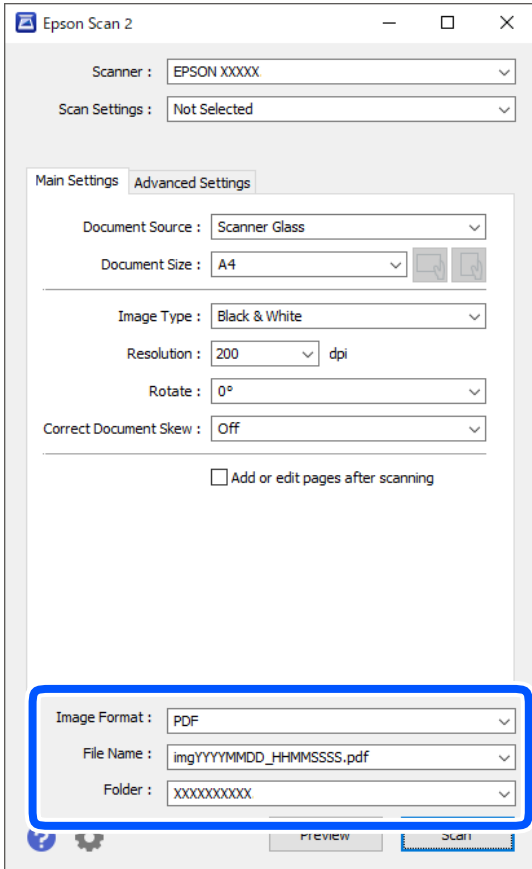 Epson Scan 2
Scanner : EPSON XXXXX
Scan Settings : Not Selected
Main Settings Advanced Settings
Document Source : Scanner Glass
Document Size : A4
Image Type : Black & White
Resolution : 200 dpi
Rotate : 0°
Correct Document Skew : Off
Add or edit pages after scanning
Image Format : PDF
File Name : imgYYYYMMDD_HHMMSSSS.pdf
Folder : XXXXXXXXXX
? Preview Scan